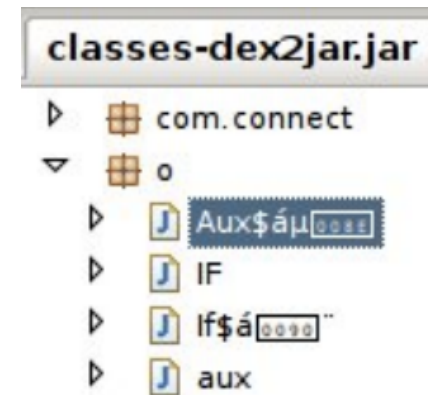 classes-dex2jar.jar
com.connect
o
Aux$áµ
IF
If$á¨
aux